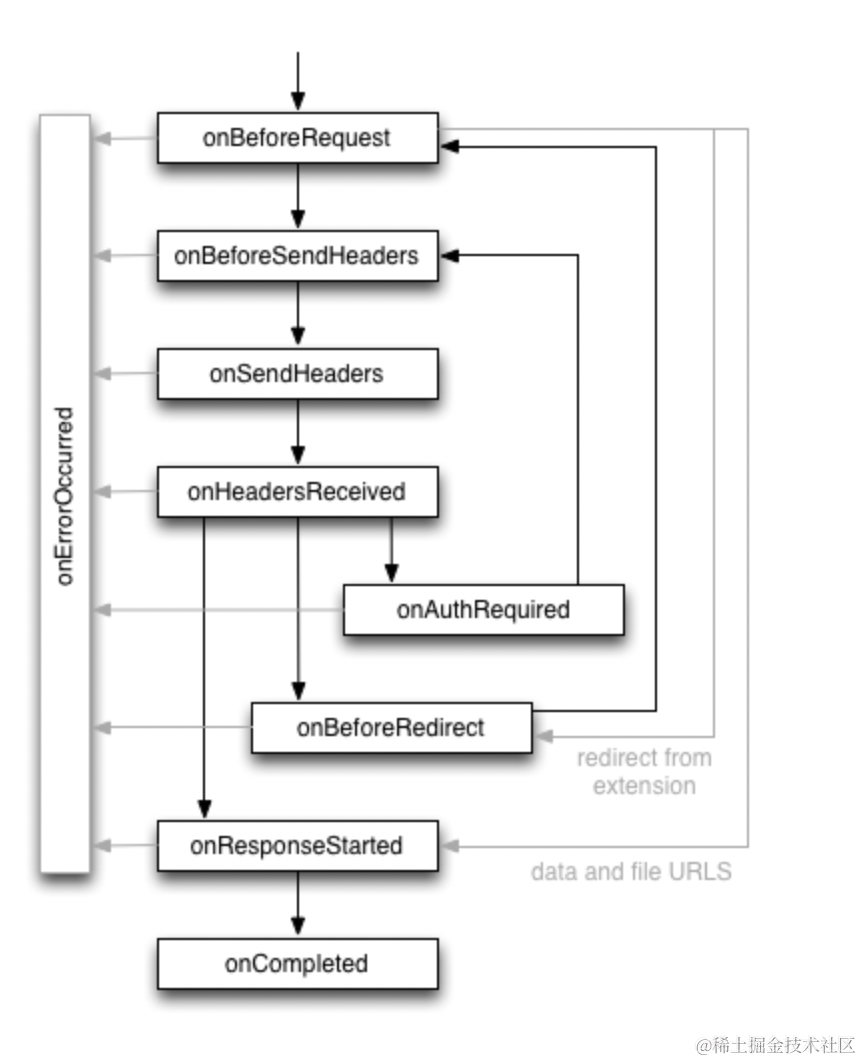 onBeforeRequest
onBeforeSendHeaders
onSendHeaders
onErrorOccurred
onHeadersReceived
onAuthRequired
onBeforeRedirect
redirect from
extension
onResponseStarted
data and file URLS
onCompleted
@稀土掘金技术社区